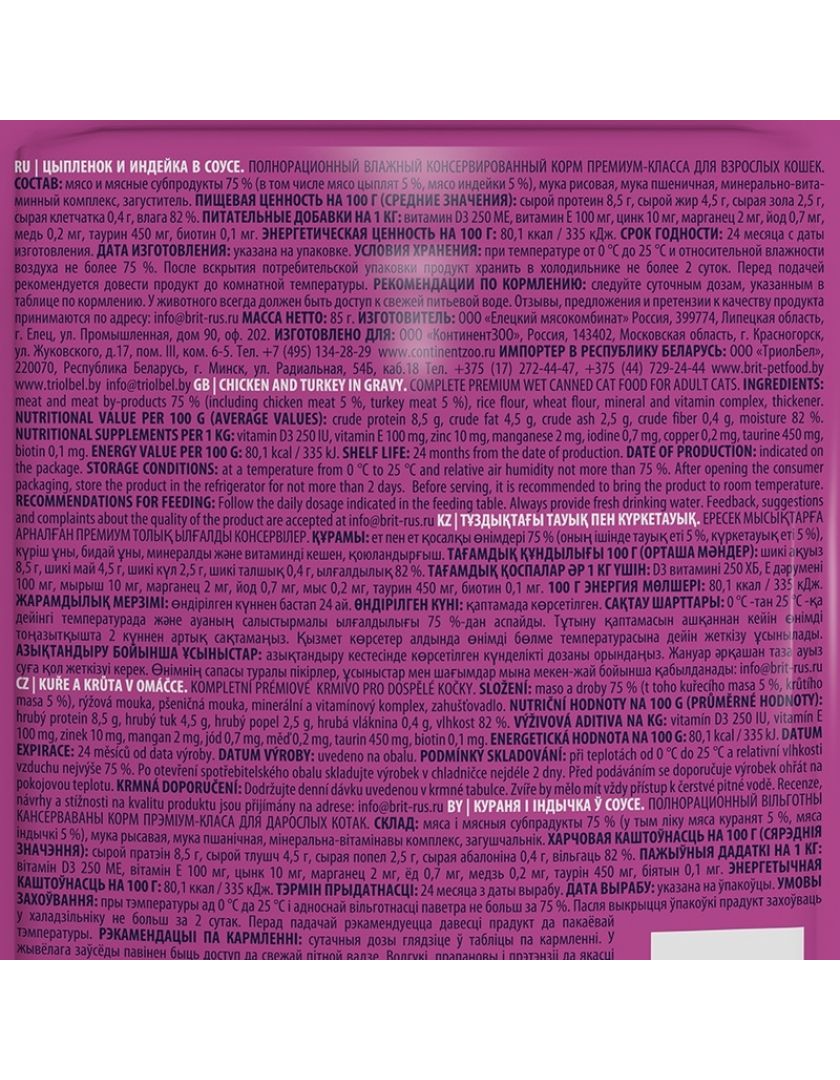 RU | ЦЫПЛЕНОК И ИНДЕЙКА В СОУСЕ. ПОЛНОРАЦИОННЫЙ ВЛАЖНЫЙ КОНСЕРВИРОВАННЫЙ КОРМ ПРЕМИУМ-КЛАССА ДЛЯ ВЗРОСЛЫХ КОШЕК.
СОСТАВ: мясо и мясные субпродукты 75 % (в том числе мясо цыплят 5 %, мясо индейки 5 %), мука рисовая, мука пшеничная, минерально-вита-
минный комплекс, загуститель. ПИЩЕВАЯ ЦЕННОСТЬ НА 100 Г (СРЕДНИЕ ЗНАЧЕНИЯ): сырой протеин 8,5 г, сырой жир 4,5 г, сырая зола 2,5 г,
сырая клетчатка 0,4 г, влага 82 %. ПИТАТЕЛЬНЫЕ ДОБАВКИ НА 1 КГ: витамин D3 250 МЕ, витамин Е 100 мг, цинк 10 мг, марганец 2 мг, йод 0,7 мг,
медь 0,2 мг, таурин 450 мг, биотин 0,1 мг. ЭНЕРГЕТИЧЕСКАЯ ЦЕННОСТЬ НА 100 Г: 80,1 ккал / 335 кДж. СРОК ГОДНОСТИ: 24 месяца с даты
изготовления. ДАТА ИЗГОТОВЛЕНИЯ: указана на упаковке. УСЛОВИЯ ХРАНЕНИЯ: при температуре от 0 °С до 25 °С и относительной влажности
воздуха не более 75 %. После вскрытия потребительской упаковки продукт хранить в холодильнике не более 2 суток. Перед подачей
рекомендуется довести продукт до комнатной температуры. РЕКОМЕНДАЦИИ ПО КОРМЛЕНИЮ: следуйте суточным дозам, указанным в
таблице по кормлению. У животного всегда должен быть доступ к свежей питьевой воде. Отзывы, предложения и претензии к качеству продукта
принимаются по адресу: info@brit-rus.ru МАССА НЕТТО: 85 г. ИЗГОТОВИТЕЛЬ: ООО «Елецкий мясокомбинат» Россия, 399774, Липецкая область,
г. Елец, ул. Промышленная, дом 90, оф. 202. ИЗГОТОВЛЕНО ДЛЯ: ООО «КонтинентЗОО», Россия, 143402, Московская область, г. Красногорск,
ул. Жуковского, д.17, пом. III, ком. 6-5. Тел. +7 (495) 134-28-29 www.continentzoo.ru ИМПОРТЕР В РЕСПУБЛИКУ БЕЛАРУСЬ: ООО «ТриолБел»,
220070, Республика Беларусь, г. Минск, ул. Радиальная, 54Б, каб.18 Тел. +375 (17) 272-44-47, +375 (44) 729-24-44 www.brit-petfood.by
www.triolbel.by info@triolbel.by GB | CHICKEN AND TURKEY IN GRAVY. COMPLETE PREMIUM WET CANNED CAT FOOD FOR ADULT CATS. INGREDIENTS:
meat and meat by-products 75 % (including chicken meat 5 %, turkey meat 5 %), rice flour, wheat flour, mineral and vitamin complex, thickener.
NUTRITIONAL VALUE PER 100 G (AVERAGE VALUES): crude protein 8,5 g, crude fat 4,5 g, crude ash 2,5 g, crude fiber 0,4 g, moisture 82 %.
NUTRITIONAL SUPPLEMENTS PER 1 KG: vitamin D3 250 IU, vitamin E 100 mg, zinc 10 mg, manganese 2 mg, iodine 0,7 mg, copper 0,2 mg, taurine 450 mg,
biotin 0,1 mg. ENERGY VALUE PER 100 G: 80,1 kcal / 335 kJ. SHELF LIFE: 24 months from the date of production. DATE OF PRODUCTION: indicated on
the package. STORAGE CONDITIONS: at a temperature from 0 °C to 25 °C and relative air humidity not more than 75 %. After opening the consumer
packaging, store the product in the refrigerator for not more than 2 days. Before serving, it is recommended to bring the product to room temperature.
RECOMMENDATIONS FOR FEEDING: Follow the daily dosage indicated in the feeding table. Always provide fresh drinking water. Feedback, suggestions
and complaints about the quality of the product are accepted at info@brit-rus.ru KZ | ТҰЗДЫҚТАҒЫ ТАУЫҚ ПЕН КҮРКЕТАУЫҚ. ЕРЕСЕК МЫСЫҚТАРҒА
АРНАЛҒАН ПРЕМИУМ ТОЛЫҚ ЫЛҒАЛДЫ КОНСЕРВІЛЕР. ҚҰРАМЫ: ет пен ет қосалқы өнімдері 75 % (оның ішінде тауық еті 5 %, күркетауық еті 5 %),
күріш ұны, бидай ұны, минералды және витаминді кешен, қоюландырғыш. ТАҒАМДЫҚ ҚҰНДЫЛЫҒЫ 100 Г (ОРТАША МӘНДЕР): шикі ақуыз
8,5 г, шикі май 4,5 г, шикі күл 2,5 г, шикі талшық 0,4 г, ылғалдылық 82 %. ТАҒАМДЫҚ ҚОСПАЛАР ӘР 1 КГ ҮШІН: D3 витамині 250 ХБ, Е дәрумені
100 мг, мырыш 10 мг, марганец 2 мг, йод 0,7 мг, мыс 0,2 мг, таурин 450 мг, биотин 0,1 мг. 100 Г ЭНЕРГИЯ МӨЛШЕРІ: 80,1 ккал / 335 кДж.
ЖАРАМДЫЛЫҚ МЕРЗІМІ: өндірілген күннен бастап 24 ай. ӨНДІРІЛГЕН КҮНІ: қаптамада көрсетілген. САҚТАУ ШАРТТАРЫ: 0 °С -тан 25 °С -қа
дейінгі температурада және ауаның салыстырмалы ылғалдылығы 75 %-дан аспайды. Тұтыну қаптамасын ашқаннан кейін өнімді
тоңазытқышта 2 күннен артық сақтамаңыз. Қызмет көрсетер алдында өнімді бөлме температурасына дейін жеткізу ұсынылады.
АЗЫҚТАНДЫРУ БОЙЫНША ҰСЫНЫСТАР: азықтандыру кестесінде көрсетілген күнделікті дозаны орындаңыз. Жануар әрқашан таза ауыз
суға қол жеткізуі керек. Өнімнің сапасы туралы пікірлер, ұсыныстар мен шағымдар мына мекен-жай бойынша қабылданады: info@brit-rus.ru
CZ | KUŘE A KRŮTA V OMÁČCE. KOMPLETNÍ PRÉMIOVÉ KRMIVO PRO DOSPĚLÉ KOČKY. SLOŽENÍ: maso a droby 75 % (t toho kuřecího masa 5 %, krůtího
masa 5 %), rýžová mouka, pšeničná mouka, minerální a vitamínový komplex, zahušťovadlo. NUTRIČNÍ HODNOTY NA 100 G (PRŮMĚRNÉ HODNOTY):
hrubý protein 8,5 g, hrubý tuk 4,5 g, hrubý popel 2,5 g, hrubá vláknina 0,4 g, vlhkost 82 %. VÝŽIVOVÁ ADITIVA NA KG: vitamín D3 250 IU, vitamín E
100 mg, zinek 10 mg, mangan 2 mg, jód 0,7 mg, měď 0,2 mg, taurin 450 mg, biotin 0,1 mg. ENERGETICKÁ HODNOTA NA 100 G: 80,1 kcal / 335 kJ. DATUM
EXPIRACE: 24 měsíců od data výroby. DATUM VÝROBY: uvedeno na obalu. PODMÍNKY SKLADOVÁNÍ: při teplotách od 0 °C do 25 °C a relativní vlhkosti
vzduchu nejvýše 75 %. Po otevření spotřebitelského obalu skladujte výrobek v chladničce nejdéle 2 dny. Před podáváním se doporučuje výrobek ohřát na
pokojovou teplotu. KRMNÁ DOPORUČENÍ: Dodržujte denní dávku uvedenou v krmné tabulce. Zvíře by mělo mít vždy přístup k čerstvé pitné vodě. Recenze,
návrhy a stížnosti na kvalitu produktu jsou přijímány na adrese: info@brit-rus.ru BY | КУРАНЯ І ІНДЫЧКА Ў СОУСЕ. ПОЛНОРАЦИОННЫ ВІЛЬГОТНЫ
КАНСЕРВАВАНЫ КОРМ ПРЭМІУМ-КЛАСА ДЛЯ ДАРОСЛЫХ КОТАК. СКЛАД: мяса і мясныя субпрадукты 75 % (у тым ліку мяса куранят 5 %, мяса
індычкі 5 %), мука рысавая, мука пшанічная, мінеральна-вітамінавы комплекс, загушчальнік. ХАРЧОВАЯ КАШТОЎНАСЦЬ НА 100 Г (СЯРЭДНІЯ
ЗНАЧЭННЯ): сырой пратэін 8,5 г, сырой тлушч 4,5 г, сырая попел 2,5 г, сырая абалоніна 0,4 г, вільгаць 82 %. ПАЖЫЎНЫЯ ДАДАТКІ НА 1 КГ:
вітамін D3 250 МЕ, вітамін Е 100 мг, цынк 10 мг, марганец 2 мг, ёд 0,7 мг, медзь 0,2 мг, таурін 450 мг, біятын 0,1 мг. ЭНЕРГЕТЫЧНАЯ
КАШТОЎНАСЦЬ НА 100 Г: 80,1 ккал / 335 кДж. ТЭРМІН ПРЫДАТНАСЦІ: 24 месяца з даты вырабу. ДАТА ВЫРАБУ: указана на ўпакоўцы. УМОВЫ
ЗАХОЎВАННЯ: пры тэмпературы ад 0 °С да 25 °С і адноснай вільготнасці паветра не больш за 75 %. Пасля выкрыцця ўпакоўкі прадукт захоўваць
у халадзільніку не больш за 2 сутак. Перад падачай рэкамендуецца давесці прадукт да пакаёвай
тэмпературы. РЭКАМЕНДАЦЫІ ПА КАРМЛЕННІ: сутачныя дозы глядзіце ў табліцы па кармленні. У
жывёлага заўсёды павінен быць доступ да свежай пітной вадзе. Водгукі, прапановы і прэтэнзіі да якасці